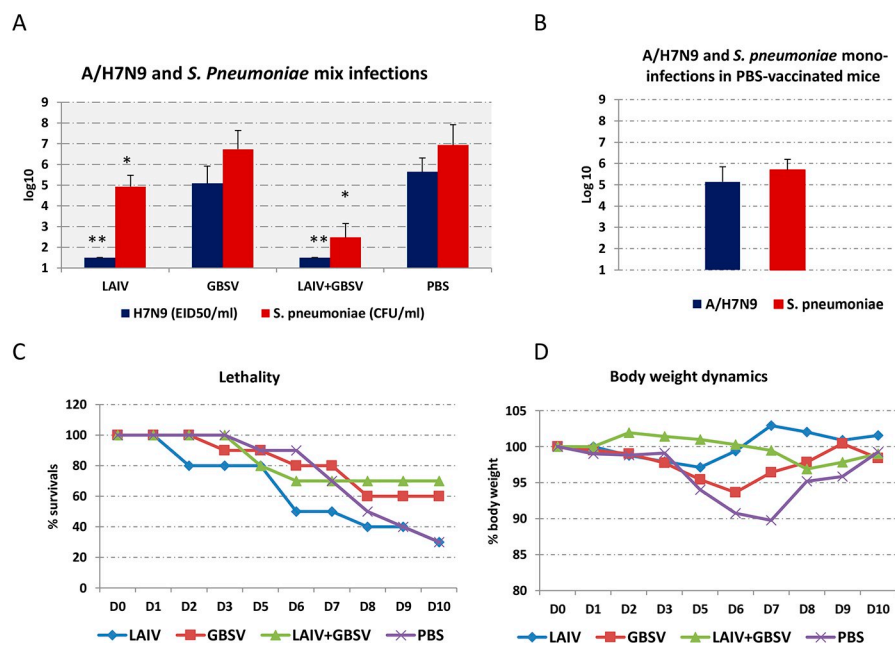 A
A/H7N9 and S. Pneumoniae mix infections
9
8
7
6
5
4
3
2
1
log10
*
**
*
**
LAIV
GBSV
LAIV+GBSV
PBS
H7N9 (EID50/ml)
S. pneumoniae (CFU/ml)
B
A/H7N9 and S. pneumoniae mono-
infections in PBS-vaccinated mice
9
8
7
6
5
4
3
2
1
Log 10
A/H7N9
S. pneumoniae
C
Lethality
120
100
80
60
40
20
0
% survivals
D0 D1 D2 D3 D5 D6 D7 D8 D9 D10
LAIV
GBSV
LAIV+GBSV
PBS
D
Body weight dynamics
105
100
95
90
85
80
% body weight
D0 D1 D2 D3 D5 D6 D7 D8 D9 D10
LAIV
GBSV
LAIV+GBSV
PBS